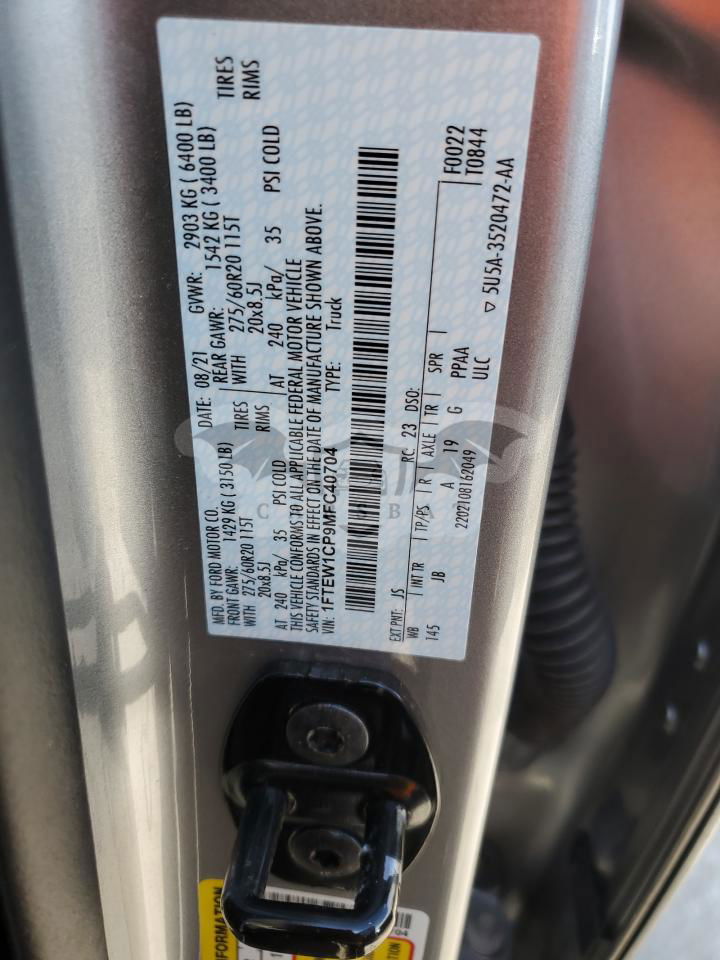 MFD. BY FORD MOTOR CO.
DATE: 08/21 GVWR: 2903 KG ( 6400 LB)
FRONT GAWR: 1429 KG ( 3150 LB) REAR GAWR: 1542 KG ( 3400 LB)
WITH 275/60R20 115T TIRES WITH 275/60R20 115T TIRES
20x8.5J RIMS 20x8.5J RIMS
AT 240 kPa/ 35 PSI COLD AT 240 kPa/ 35 PSI COLD
THIS VEHICLE CONFORMS TO ALL APPLICABLE FEDERAL MOTOR VEHICLE
SAFETY STANDARDS IN EFFECT ON THE DATE OF MANUFACTURE SHOWN ABOVE.
VIN: 1FTEW1CP9MFC40704 TYPE: Truck
EXT PNT: JS RC: 23 DSO: F0022
WB INT TR TP/PS R AXLE TR SPR T0844
145 JB A 19 G PPAA
2202108162049 ULC
5U5A-3520472-AA
FORMATION